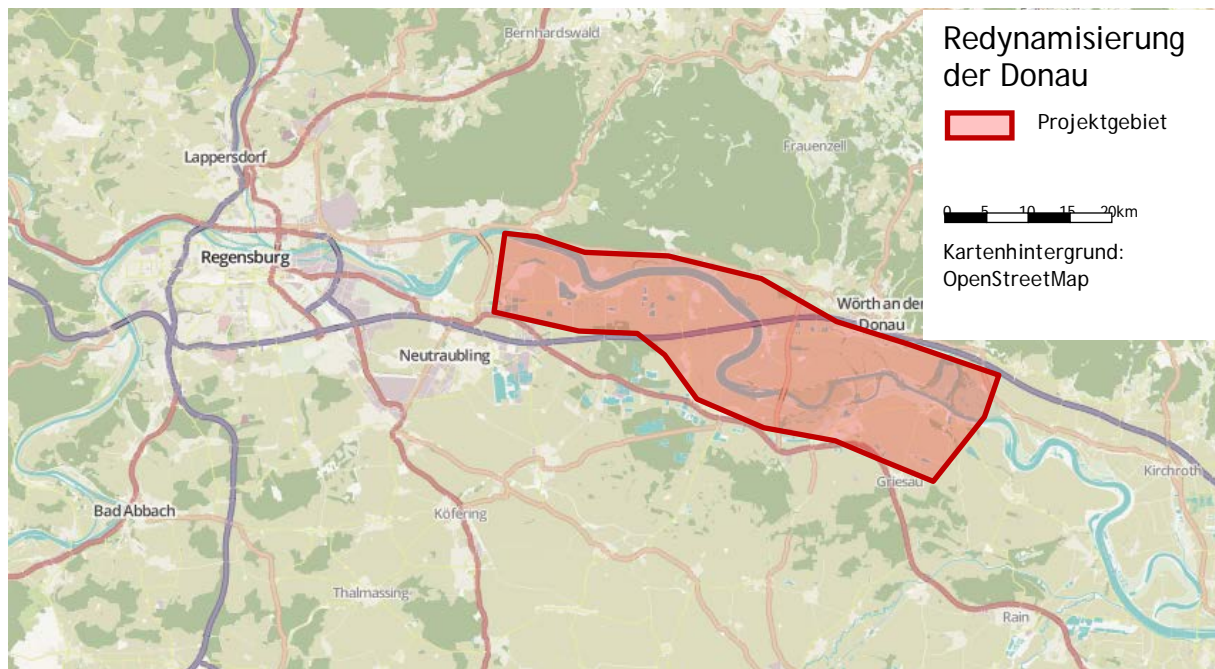 Bernhardswald
Lappersdorf
Frauenzell
Regensburg
Wörth an der
Donau
Neutraubling
Kirchroth
Griesau
Bad Abbach
Köfering
Thalmassing
Rain
Redynamisierung
der Donau
Projektgebiet
0 5 10 15 20km
Kartenhintergrund:
OpenStreetMap